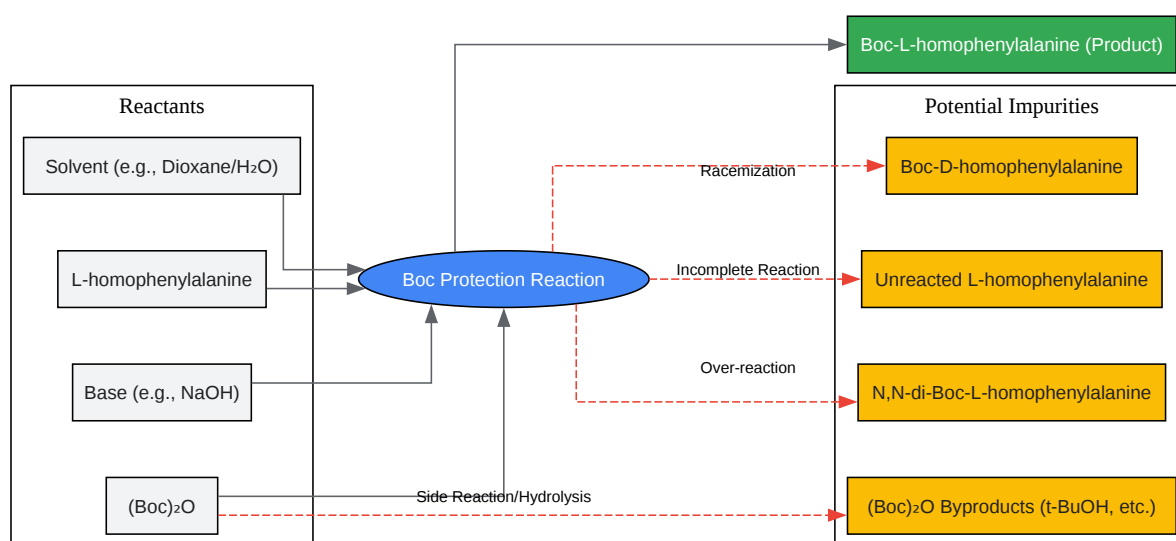 Boc-L-homophenylalanine (Product)
Reactants
Potential Impurities
Solvent (e.g., Dioxane/H₂O)
Racemization
Boc-D-homophenylalanine
L-homophenylalanine
Boc Protection Reaction
Incomplete Reaction
Unreacted L-homophenylalanine
Base (e.g., NaOH)
Over-reaction
N,N-di-Boc-L-homophenylalanine
(Boc)₂O
Side Reaction/Hydrolysis
(Boc)₂O Byproducts (t-BuOH, etc.)